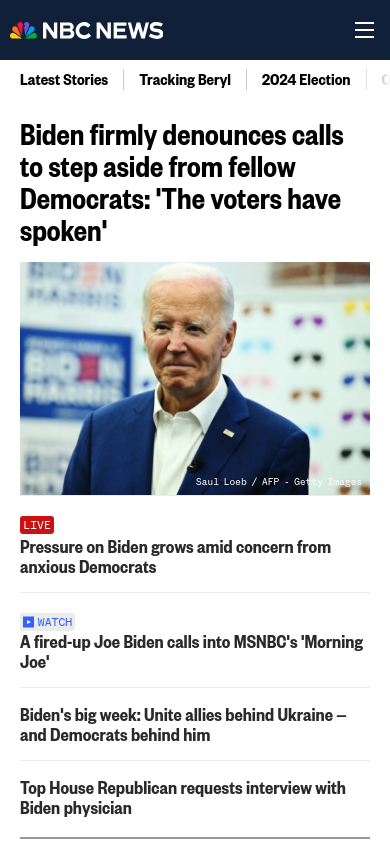 NBC NEWS
Latest Stories
Tracking Beryl
2024 Election
Biden firmly denounces calls
to step aside from fellow
Democrats: 'The voters have
spoken'
BIDEN
HARRIS
BIDEN
HARRIS
Saul Loeb / AFP - Getty Images
LIVE
Pressure on Biden grows amid concern from
anxious Democrats
WATCH
A fired-up Joe Biden calls into MSNBC's 'Morning
Joe'
Biden's big week: Unite allies behind Ukraine —
and Democrats behind him
Top House Republican requests interview with
Biden physician